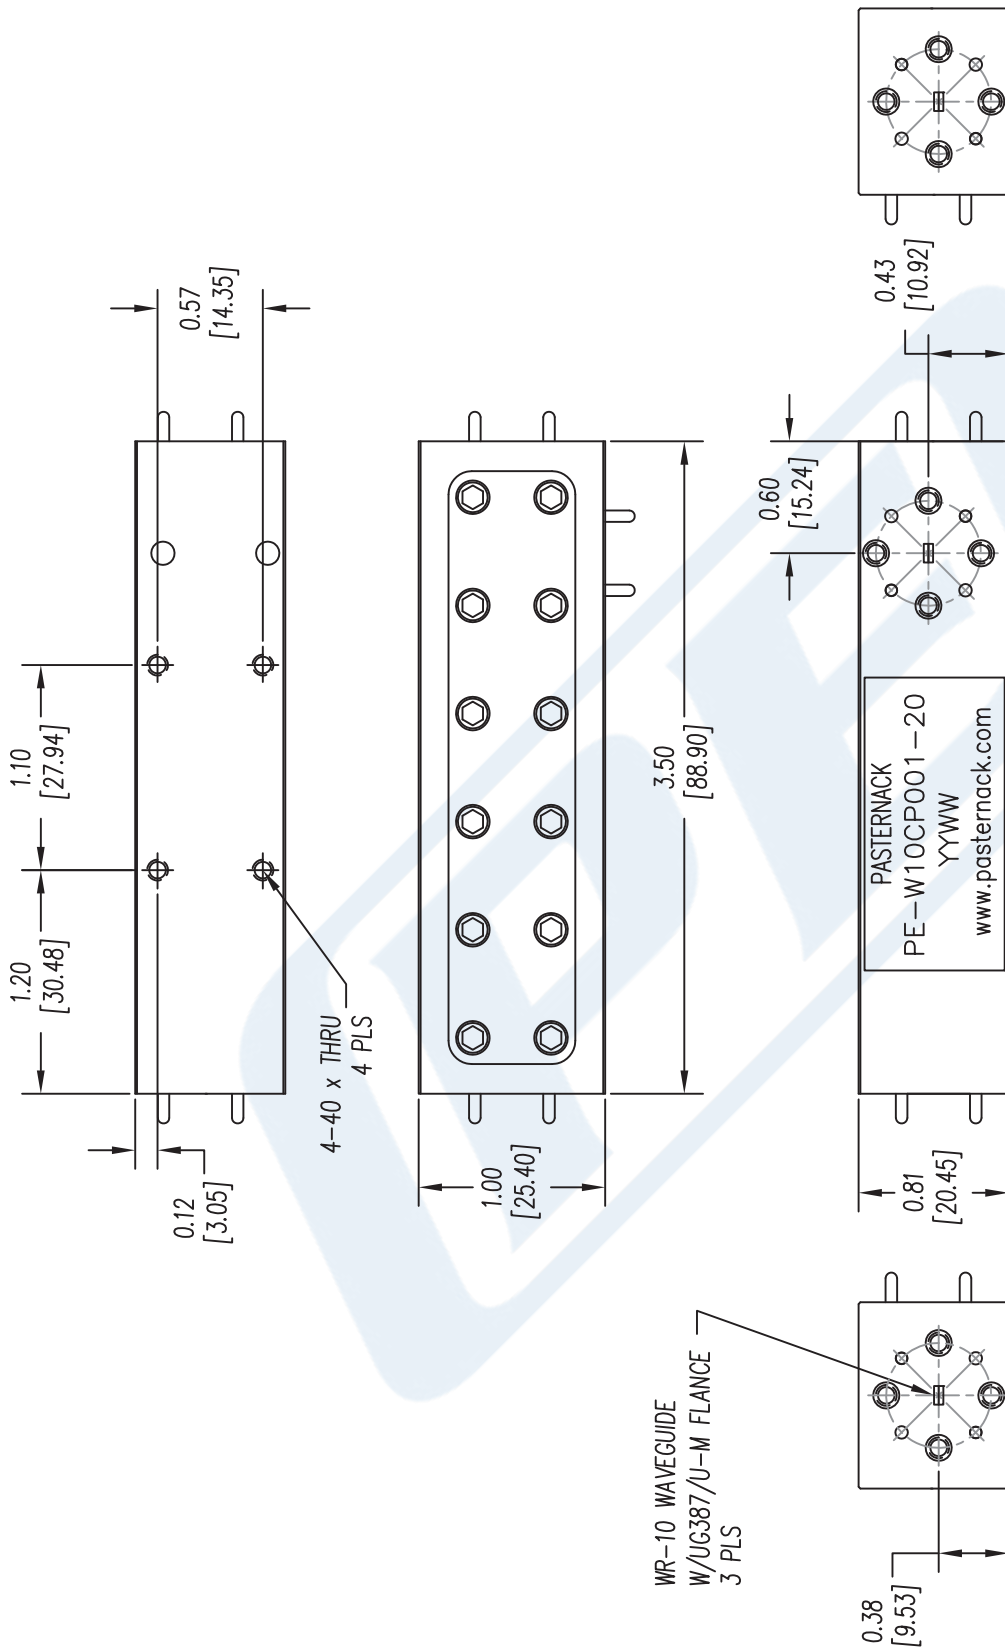 1.20
[30.48]
1.10
[27.94]
0.12
[3.05]
4-40 x THRU
4 PLS
0.57
[14.35]
1.00
[25.40]
3.50
[88.90]
WR-10 WAVEGUIDE
W/UG387/U-M FLANCE
3 PLS
0.60
[15.24]
0.38
[9.53]
0.81
[20.45]
PASTERNACK
PE-W10CP001-20
YYWW
www.pasternack.com
0.43
[10.92]